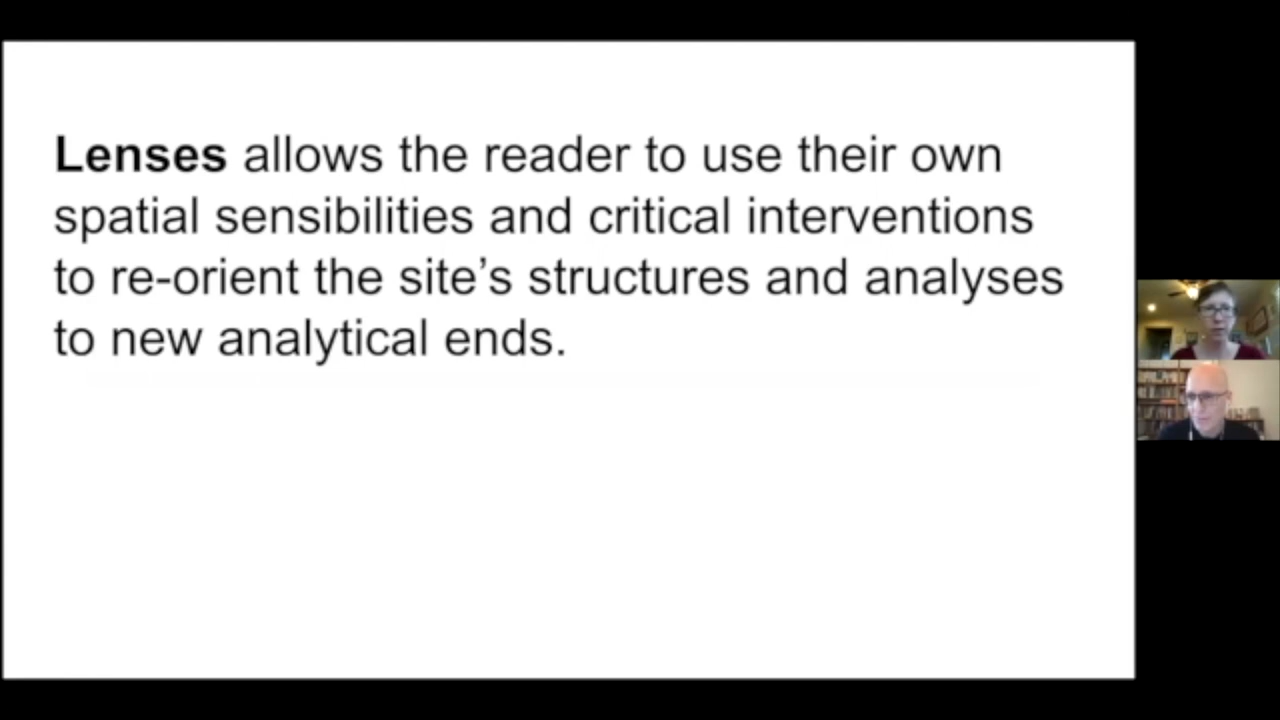 Lenses allows the reader to use their own
spatial sensibilities and critical interventions
to re-orient the site’s structures and analyses
to new analytical ends.